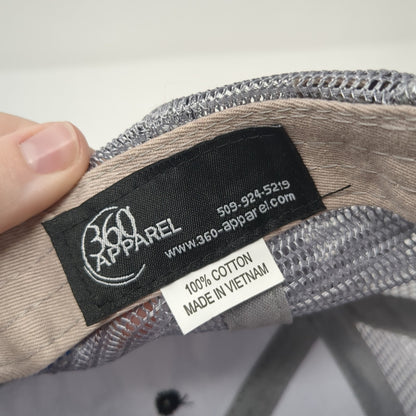 360
APPAREL
509-924-5219
www.360-apparel.com
100% COTTON
MADE IN VIETNAM